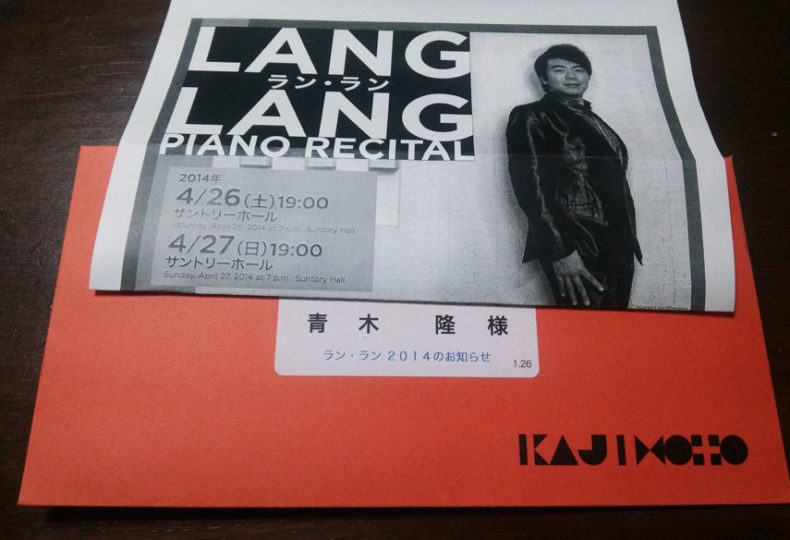 LANG
ラン・ラン
LANG
PIANO RECITAL
2014年
4/26(土)19:00
サントリーホール
Saturday, April 26, 2014 at 7 p.m. Suntory Hall
4/27(日)19:00
サントリーホール
Sunday, April 27, 2014 at 7 p.m. Suntory Hall
青木 隆様
ラン・ラン 2014のお知らせ
1.26
KAJIMOTO